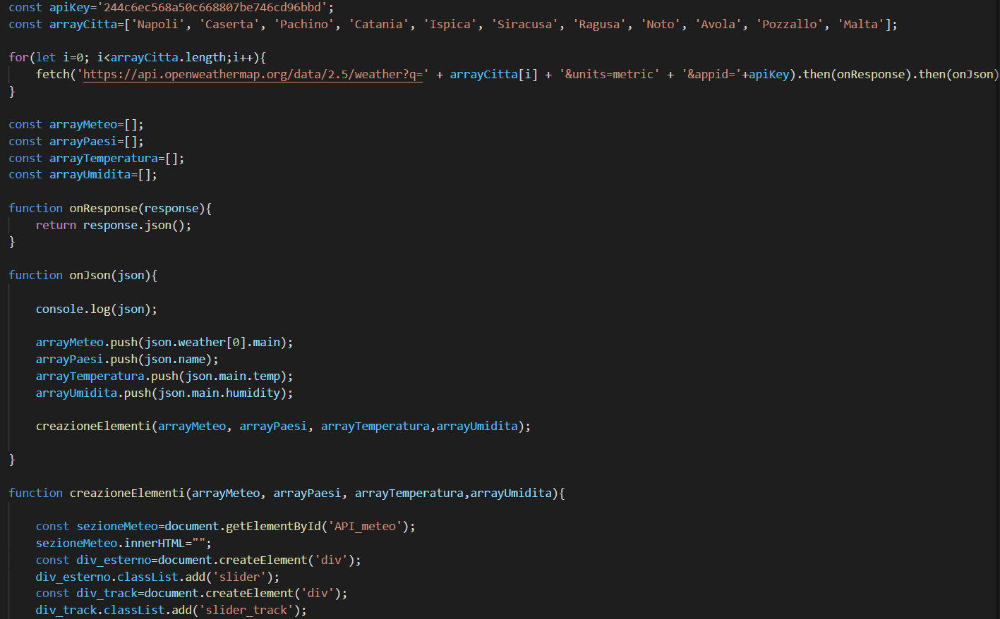 const apiKey='244c6ec568a50c668807be746cd96bbd';
const arrayCitta=['Napoli', 'Caserta', 'Pachino', 'Catania', 'Ispica', 'Siracusa', 'Ragusa', 'Noto', 'Avola', 'Pozzallo', 'Malta'];
for(let i=0; i<arrayCitta.length;i++){
fetch('https://api.openweathermap.org/data/2.5/weather?q=' + arrayCitta[i] + '&units=metric' + '&appid='+apiKey).then(onResponse).then(onJson)
}
const arrayMeteo=[];
const arrayPaesi=[];
const arrayTemperatura=[];
const arrayUmidita=[];
function onResponse(response){
return response.json();
}
function onJson(json){
console.log(json);
arrayMeteo.push(json.weather[0].main);
arrayPaesi.push(json.name);
arrayTemperatura.push(json.main.temp);
arrayUmidita.push(json.main.humidity);
creazioneElementi(arrayMeteo, arrayPaesi, arrayTemperatura,arrayUmidita);
}
function creazioneElementi(arrayMeteo, arrayPaesi, arrayTemperatura,arrayUmidita){
const sezioneMeteo=document.getElementById('API_meteo');
sezioneMeteo.innerHTML="";
const div_esterno=document.createElement('div');
div_esterno.classList.add('slider');
const div_track=document.createElement('div');
div_track.classList.add('slider_track');